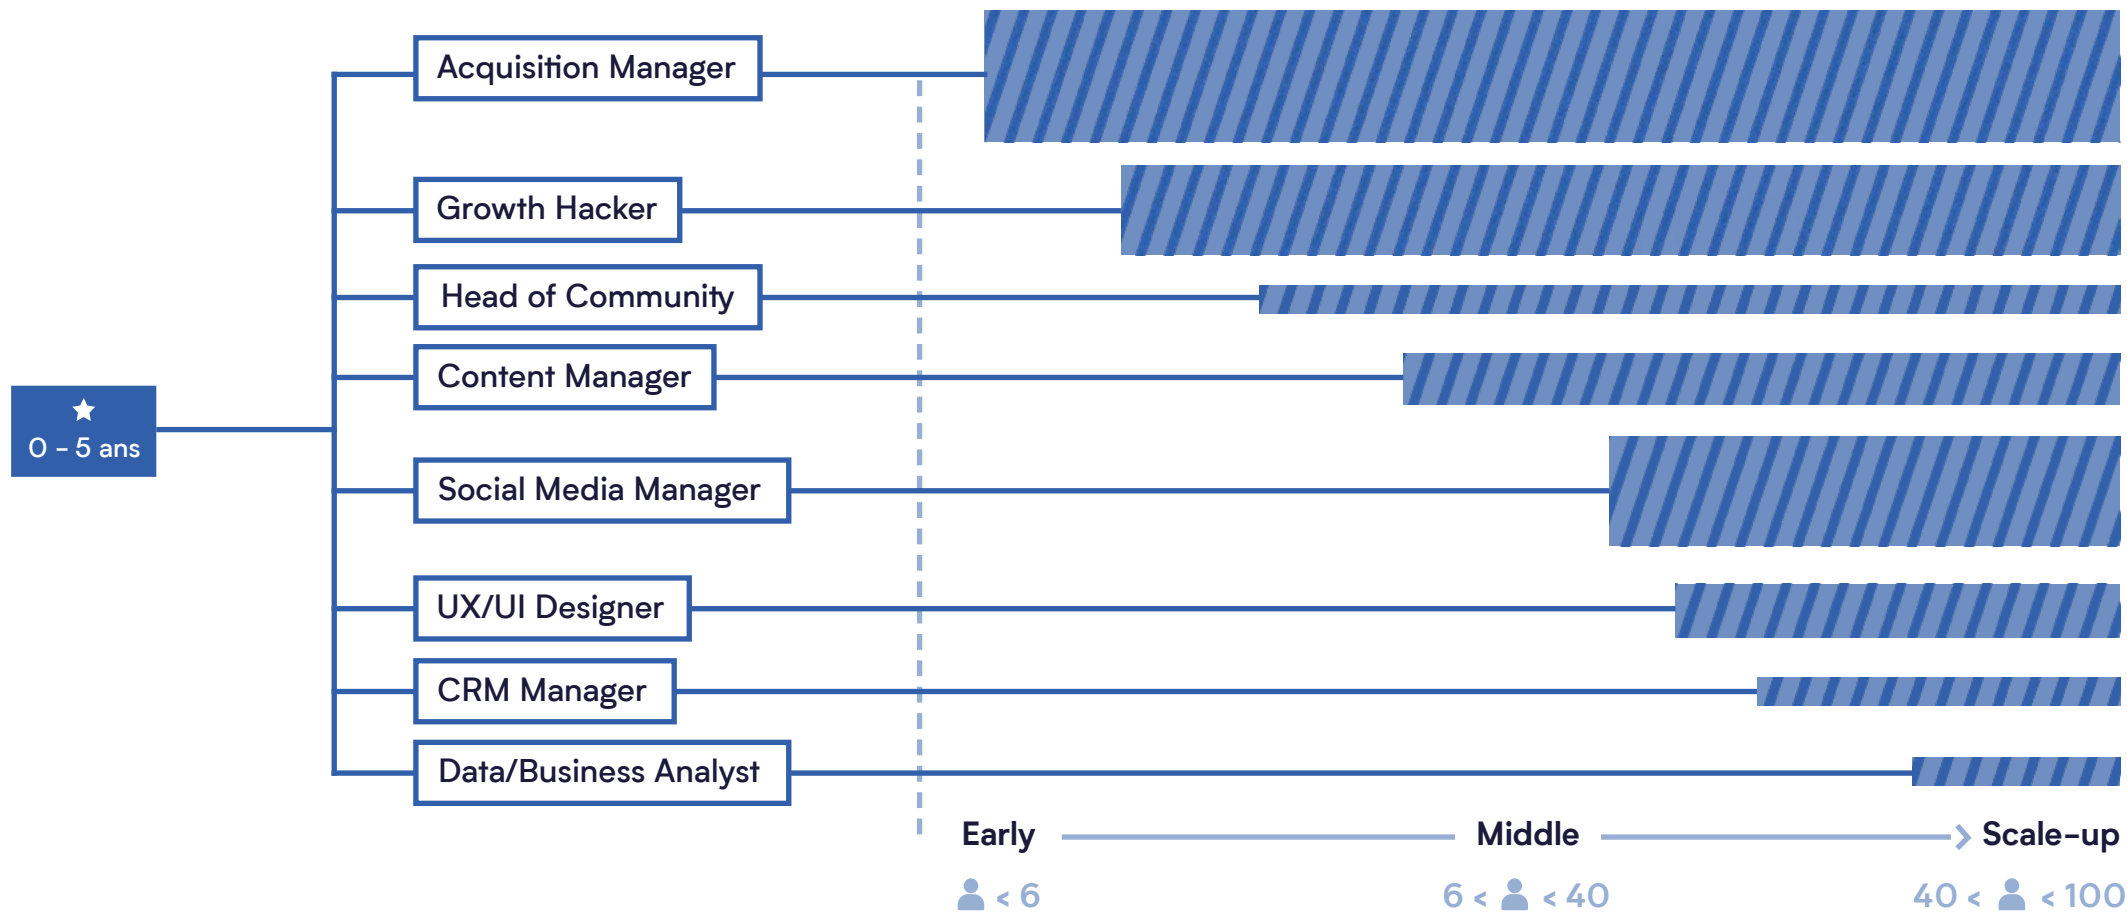 Acquisition Manager
Growth Hacker
Head of Community
Content Manager
0 - 5 ans
Social Media Manager
UX/UI Designer
CRM Manager
Data/Business Analyst
Early Middle Scale-up
< 6 6 < < 40 40 < < 100